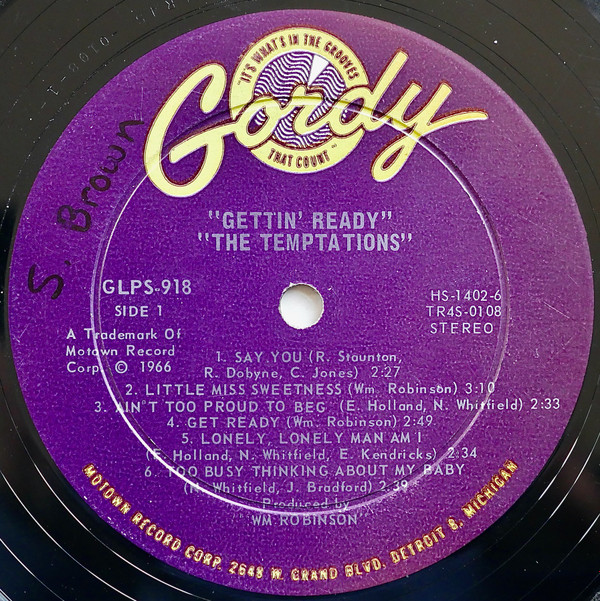 IT'S WHAT'S IN THE GROOVES
Gordy
THAT COUNT ™
S. Brown
"GETTIN' READY"
"THE TEMPTATIONS"
GLPS-918
SIDE 1
HS-1402-6
TR4S-0108
STEREO
A Trademark Of
Motown Record
Corp. © 1966
1. SAY YOU (R. Staunton,
R. Dobyne, C. Jones) 2:27
2. LITTLE MISS SWEETNESS (Wm. Robinson) 3:10
3. AIN'T TOO PROUD TO BEG (E. Holland, N. Whitfield) 2:33
4. GET READY (Wm. Robinson) 2:49
5. LONELY, LONELY MAN AM I
(E. Holland, N. Whitfield, E. Kendricks) 2:34
6. TOO BUSY THINKING ABOUT MY BABY
(N. Whitfield, J. Bradford) 2:39
Produced by
WM ROBINSON
MOTOWN RECORD CORP. 2648 W. GRAND BLVD, DETROIT 8, MICHIGAN